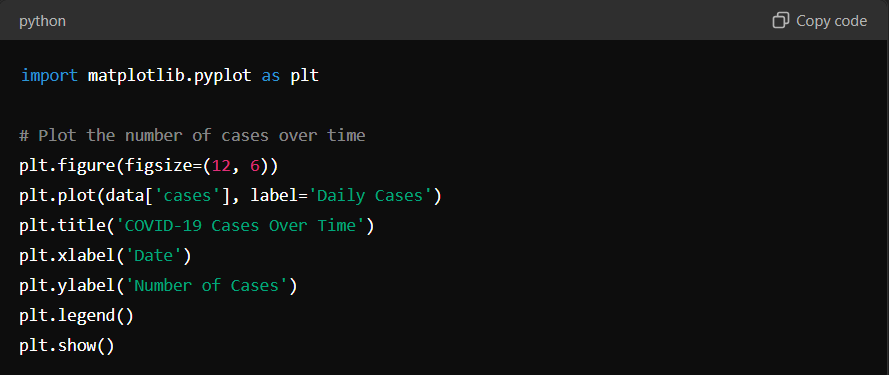 python
Copy code
import matplotlib.pyplot as plt
# Plot the number of cases over time
plt.figure(figsize=(12, 6))
plt.plot(data['cases'], label='Daily Cases')
plt.title('COVID-19 Cases Over Time')
plt.xlabel('Date')
plt.ylabel('Number of Cases')
plt.legend()
plt.show()